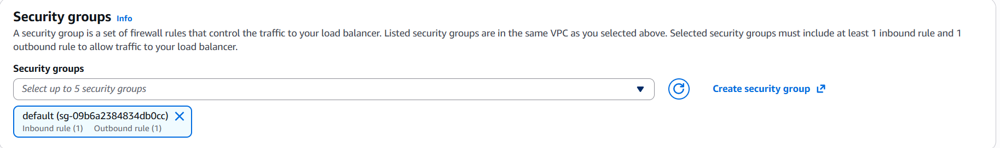 Security groups Info
A security group is a set of firewall rules that control the traffic to your load balancer. Listed security groups are in the same VPC as you selected above. Selected security groups must include at least 1 inbound rule and 1
outbound rule to allow traffic to your load balancer.
Security groups
Select up to 5 security groups
Create security group
default (sg-09b6a2384834db0cc)
Inbound rule (1) Outbound rule (1)